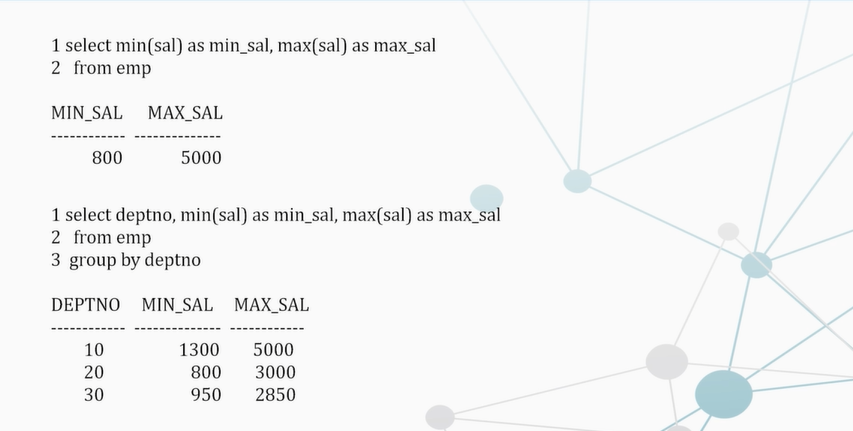 1 select min(sal) as min_sal, max(sal) as max_sal
2 from emp
MIN_SAL MAX_SAL
------------ --------------
800 5000
1 select deptno, min(sal) as min_sal, max(sal) as max_sal
2 from emp
3 group by deptno
DEPTNO MIN_SAL MAX_SAL
------------ -------------- ------------
10 1300 5000
20 800 3000
30 950 2850